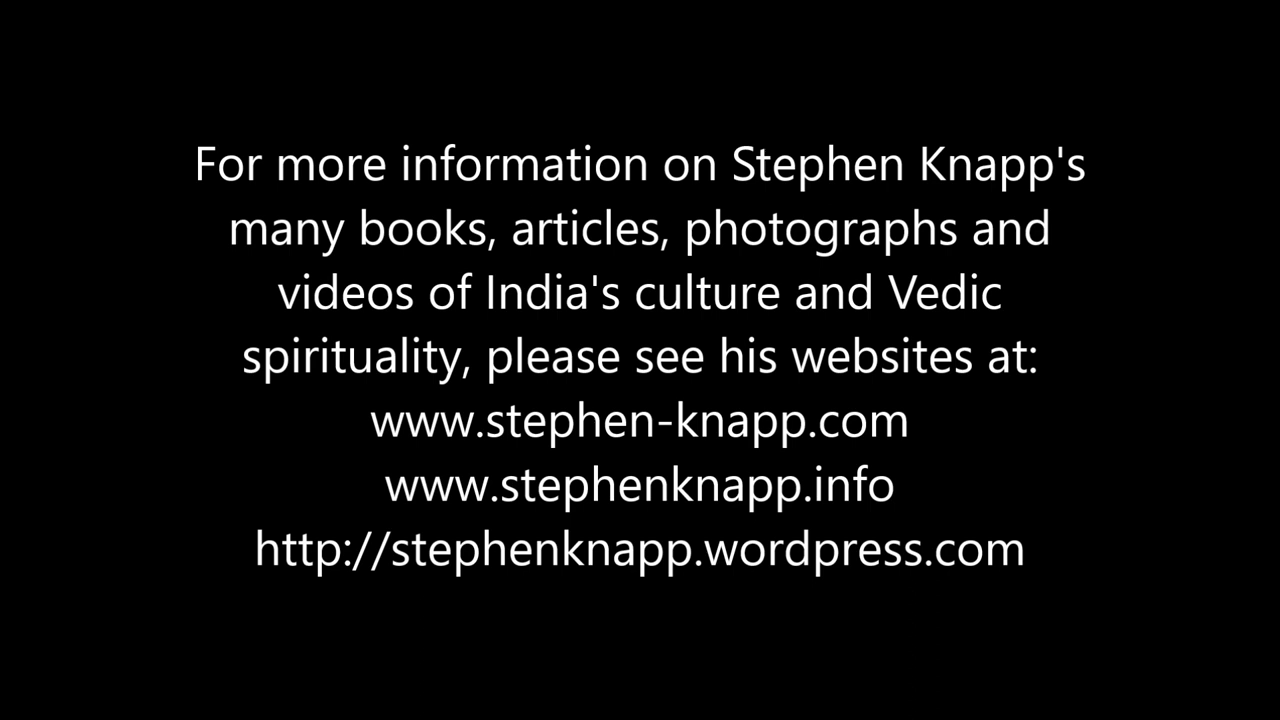 For more information on Stephen Knapp's
many books, articles, photographs and
videos of India's culture and Vedic
spirituality, please see his websites at:
www.stephen-knapp.com
www.stephenknapp.info
http://stephenknapp.wordpress.com